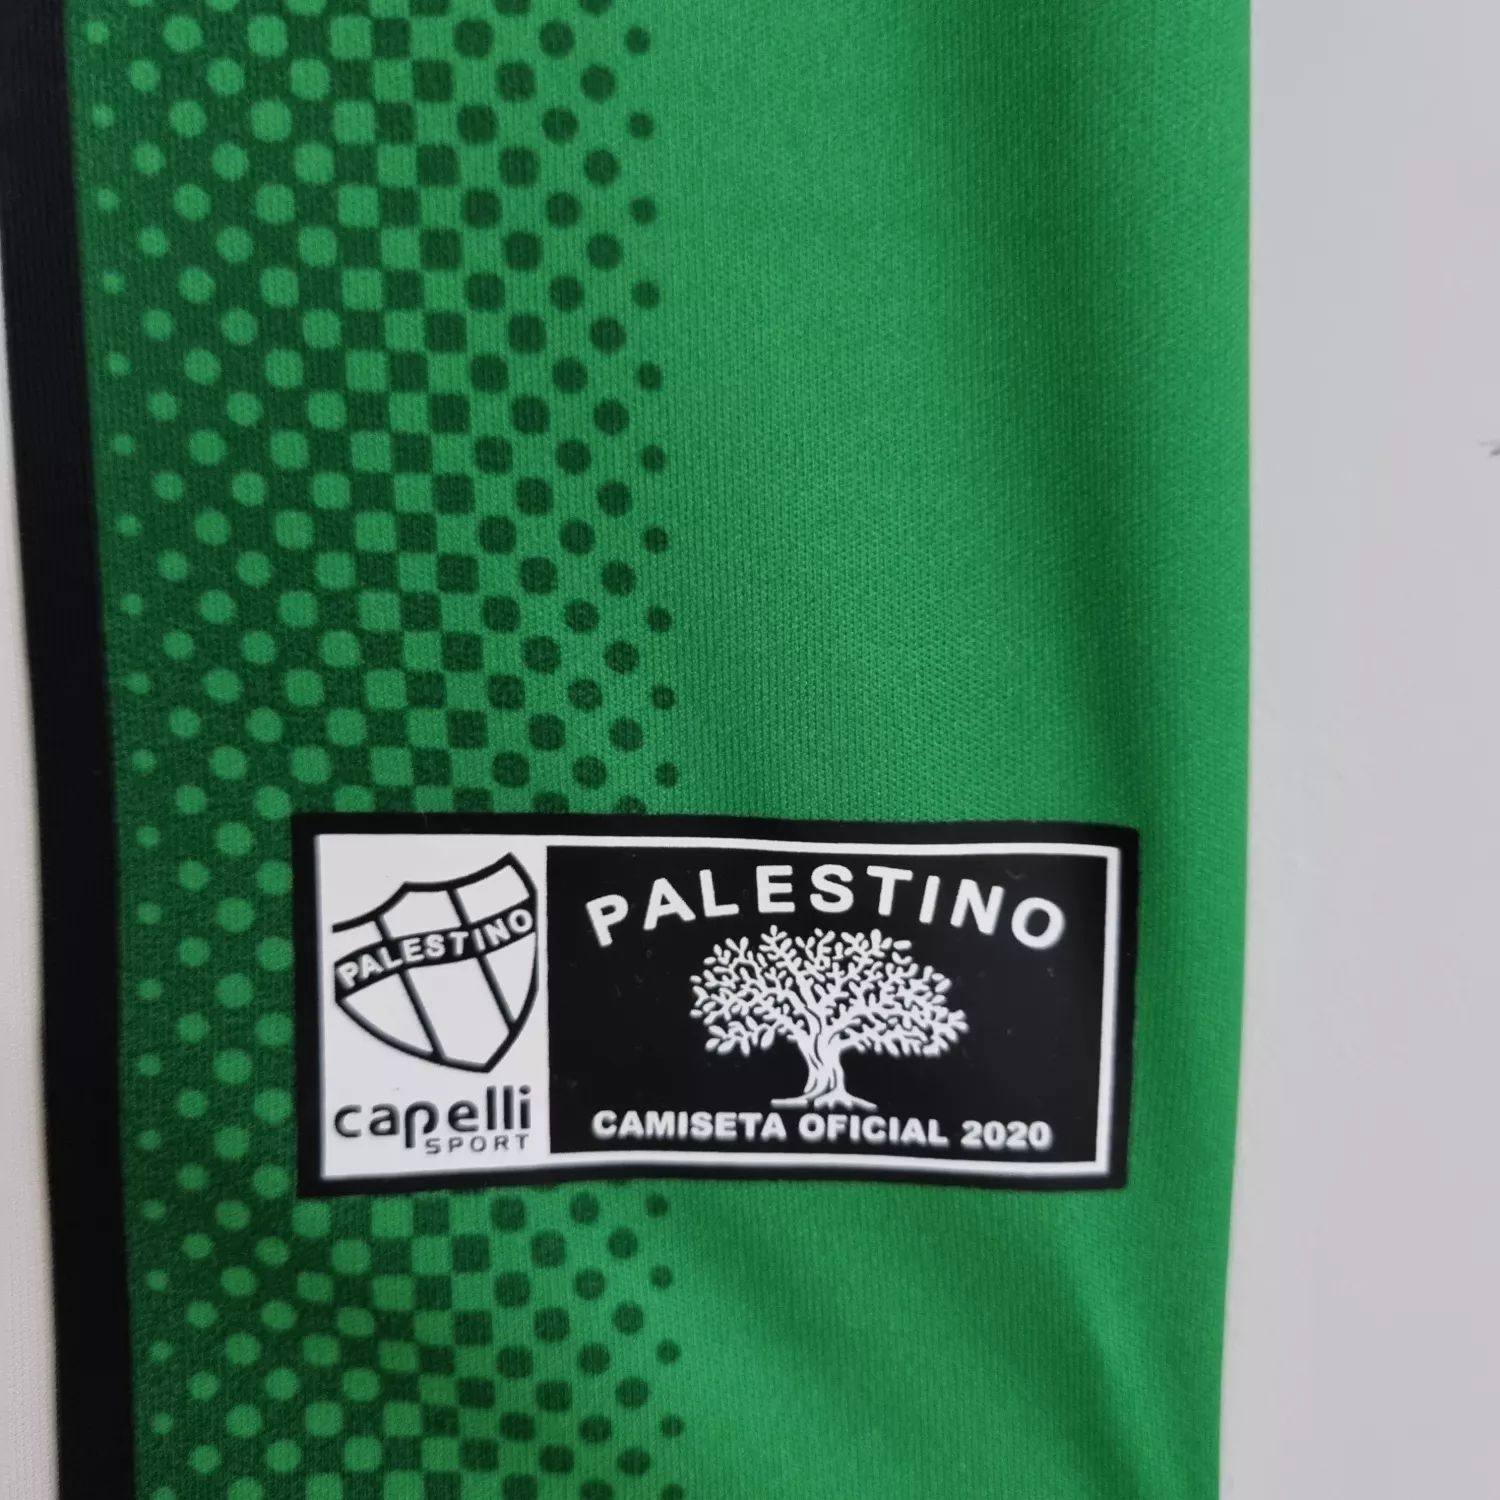 PALESTINO
capelli
SPORT
PALESTINO
CAMISETA OFICIAL 2020